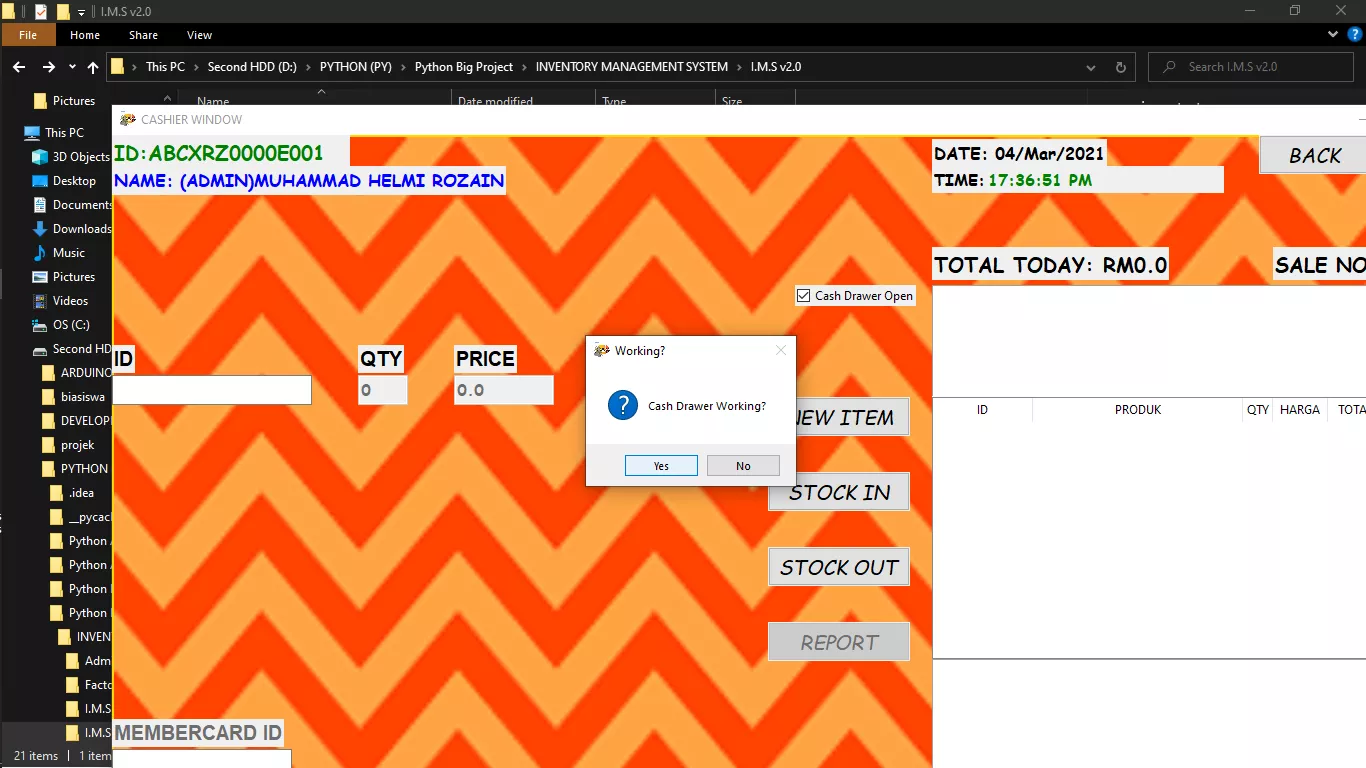 I.M.S v2.0
File Home Share View
This PC Second HDD (D:) PYTHON (PY) Python Big Project INVENTORY MANAGEMENT SYSTEM I.M.S v2.0
Search I.M.S v2.0
Name Date modified Type Size
Pictures
This PC
3D Objects
Desktop
Documents
Downloads
Music
Pictures
Videos
OS (C:)
Second HD
ARDUINO
biasiswa
DEVELOP
projek
PYTHON
.idea
__pycac
Python
Python
Python
Python
INVEN
Adm
Facto
I.M.S
I.M.S
21 items 1 item
CASHIER WINDOW
ID:ABCXRZ0000E001
NAME: (ADMIN)MUHAMMAD HELMI ROZAIN
DATE: 04/Mar/2021
TIME: 17:36:51 PM
BACK
TOTAL TODAY: RM0.0
SALE NO
Cash Drawer Open
ID QTY PRICE
0 0.0
Working?
Cash Drawer Working?
Yes No
NEW ITEM
STOCK IN
STOCK OUT
REPORT
ID PRODUK QTY HARGA TOTA
MEMBERCARD ID